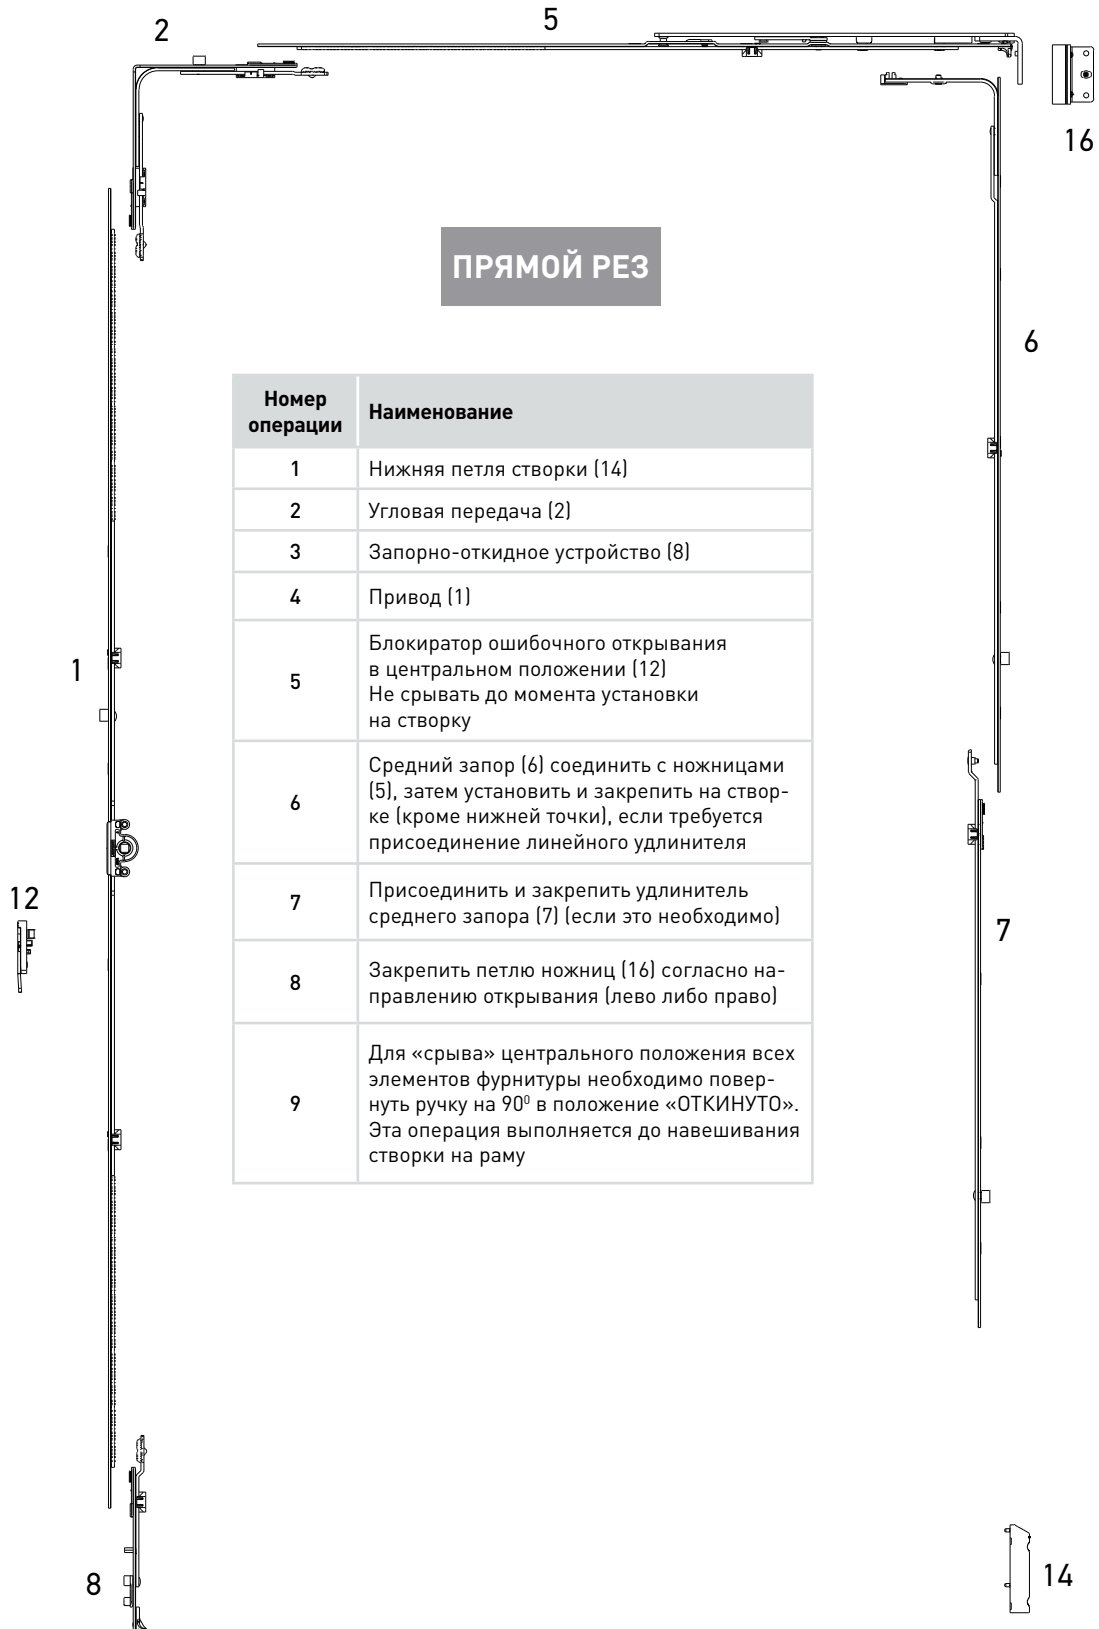 2
5
16
ПРЯМОЙ РЕЗ
6
Номер
операции
Наименование
1
Нижняя петля створки (14)
2
Угловая передача (2)
3
Запорно-откидное устройство (8)
4
Привод (1)
5
Блокиратор ошибочного открывания
в центральном положении (12)
Не срывать до момента установки
на створку
6
Средний запор (6) соединить с ножницами
(5), затем установить и закрепить на створ-
ке (кроме нижней точки), если требуется
присоединение линейного удлинителя
7
Присоединить и закрепить удлинитель
среднего запора (7) (если это необходимо)
8
Закрепить петлю ножниц (16) согласно на-
правлению открывания (лево либо право)
9
Для «срыва» центрального положения всех
элементов фурнитуры необходимо повер-
нуть ручку на 90⁰ в положение «ОТКИНУТО».
Эта операция выполняется до навешивания
створки на раму
1
12
7
8
14